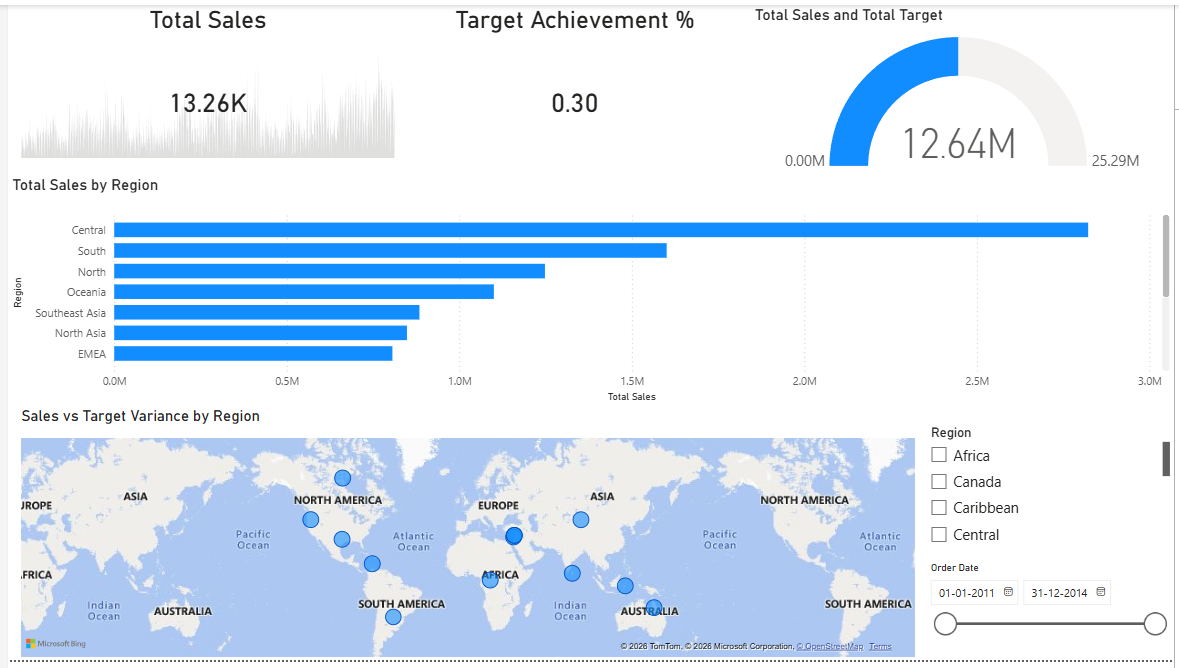 Total Sales
Target Achievement %
Total Sales and Total Target
13.26K
0.30
12.64M
0.00M
25.29M
Total Sales by Region
Region
Central
South
North
Oceania
Southeast Asia
North Asia
EMEA
0.0M 0.5M 1.0M 1.5M 2.0M 2.5M 3.0M
Total Sales
Sales vs Target Variance by Region
ASIA
NORTH AMERICA
EUROPE
ASIA
NORTH AMERICA
UROPE
Pacific
Ocean
Atlantic
Ocean
Pacific
Ocean
Atlantic
Ocean
FRICA
AFRICA
Indian
Ocean
AUSTRALIA
SOUTH AMERICA
Indian
Ocean
AUSTRALIA
SOUTH AMERICA
Microsoft Bing
© 2026 TomTom, © 2026 Microsoft Corporation, © OpenStreetMap Terms
Region
Africa
Canada
Caribbean
Central
Order Date
01-01-2011 31-12-2014